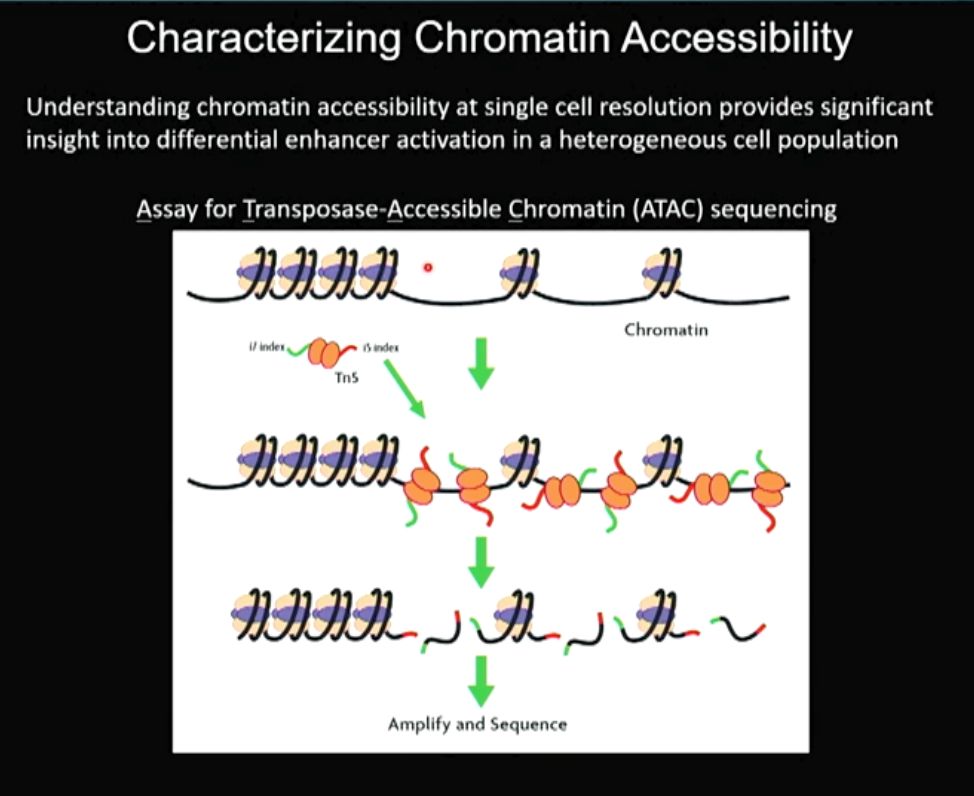 Characterizing Chromatin Accessibility
Understanding chromatin accessibility at single cell resolution provides significant
insight into differential enhancer activation in a heterogeneous cell population
Assay for Transposase-Accessible Chromatin (ATAC) sequencing
Chromatin
i7 index
i5 index
Tn5
Amplify and Sequence